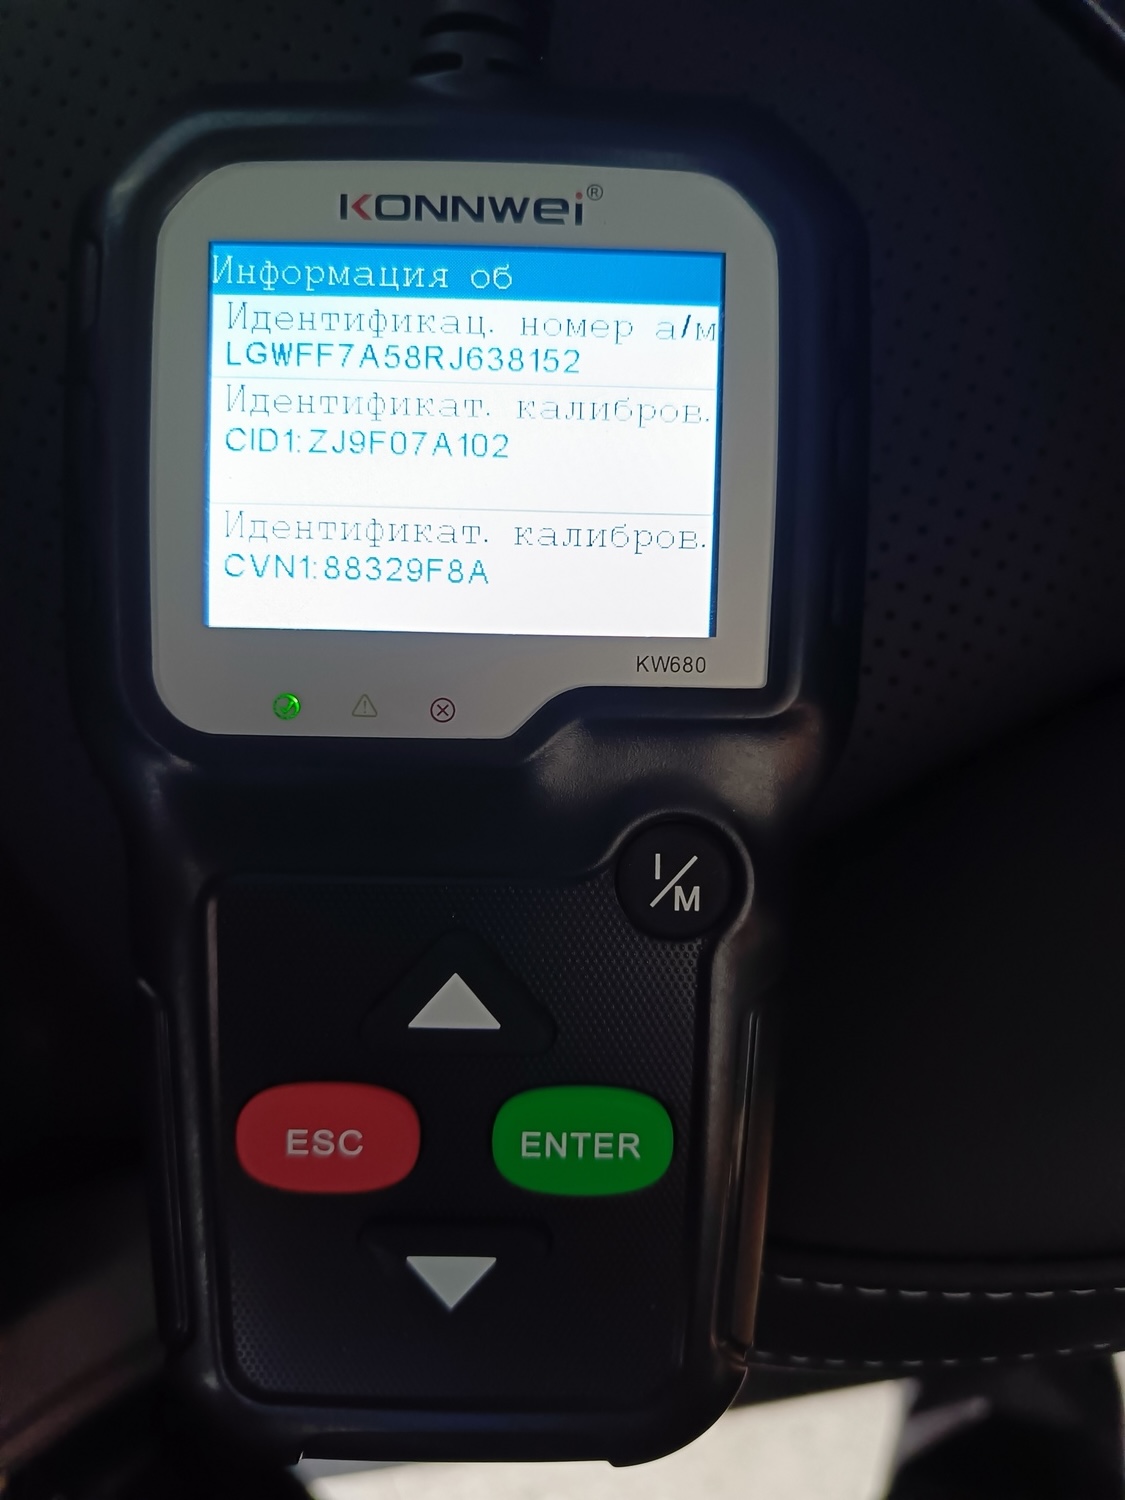 KONNWEI®
Информация об
Идентификац. номер а/м
LGWFF7A58RJ638152
Идентификат. калибров.
CID1:ZJ9F07A102
Идентификат. калибров.
CVN1:88329F8A
KW680
I/M
ESC
ENTER